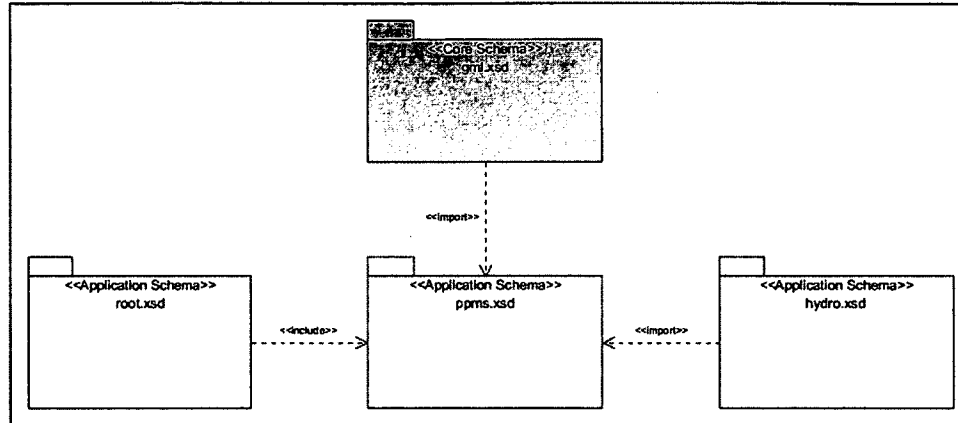 <<Core Schema>>
gml.xsd
<<import>>
<<Application Schema>>
root.xsd
<<include>>
<<Application Schema>>
ppms.xsd
<<import>>
<<Application Schema>>
hydro.xsd